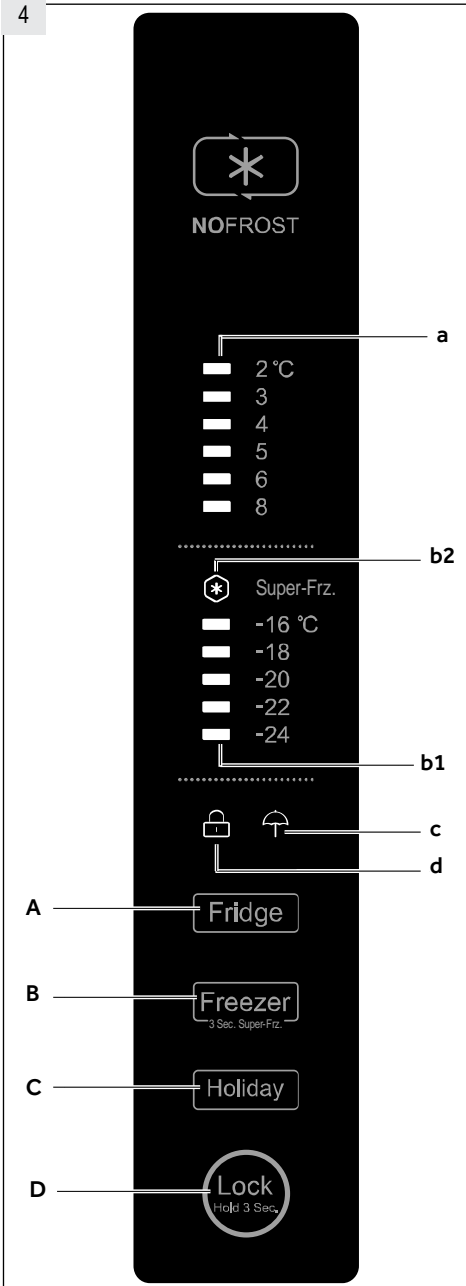 4
NOFROST
a
2 °C
3
4
5
6
8
b2
Super-Frz.
-16 °C
-18
-20
-22
-24
b1
c
d
A
Fridge
B
Freezer
3 Sec. Super-Frz.
C
Holiday
D
Lock
Hold 3 Sec.